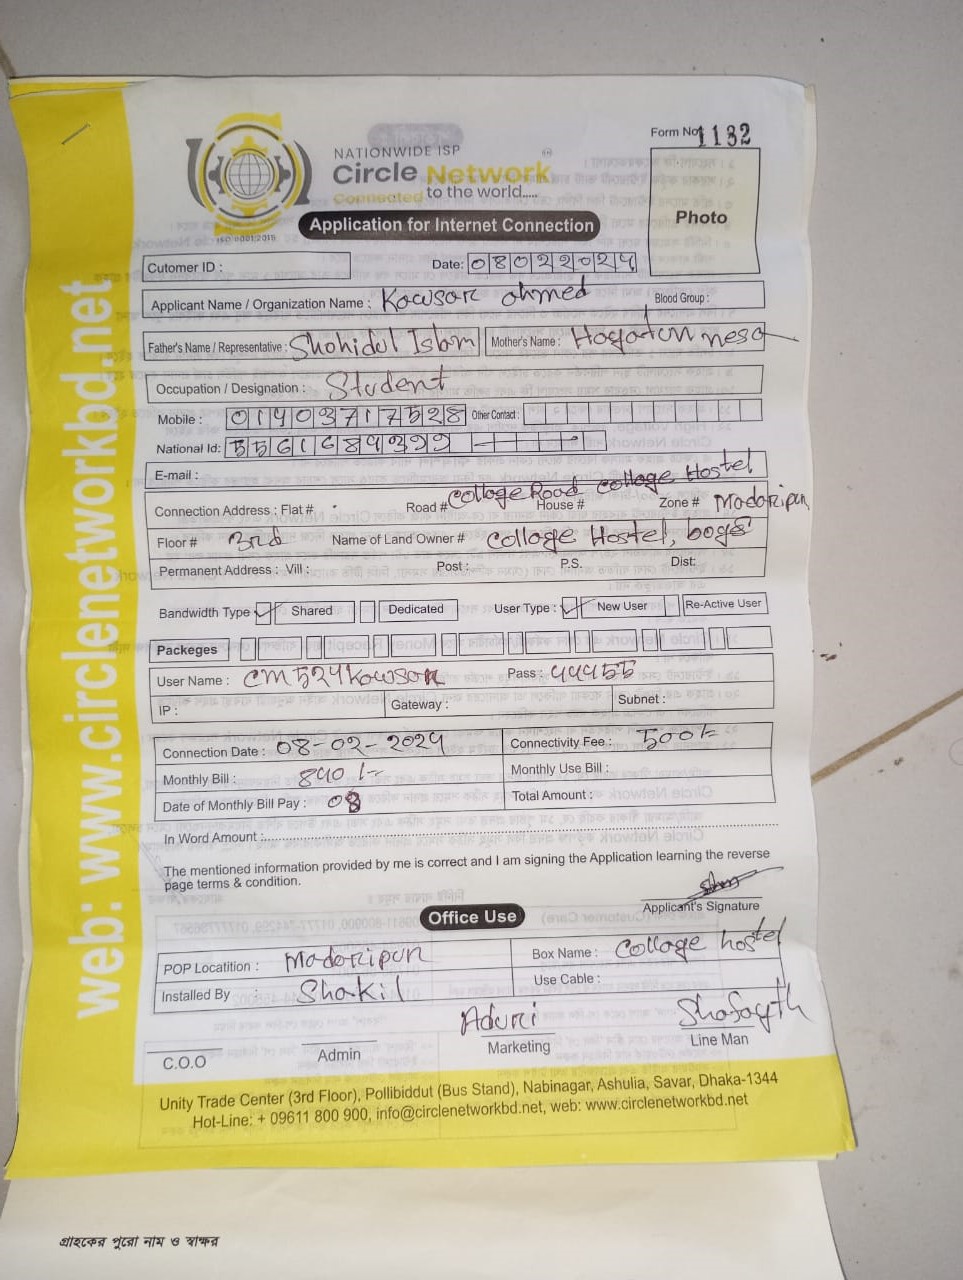 Form No 1132
NATIONWIDE ISP
Circle Network
Connected to the world.....
ISO 9001:2015
Application for Internet Connection
Photo
Cutomer ID : Date: 08022024
Applicant Name / Organization Name : Kowsar ahmed Blood Group :
Father's Name / Representative : Shohidul Islam Mother's Name : Hogatun nesa
Occupation / Designation : Student
Mobile : 01403717528 Other Contact :
National Id :
E-mail :
Connection Address : Flat # Road # College Road House # College Hostel Zone # Madaripur
Floor # 3rd Name of Land Owner # College Hostel, boys
Permanent Address : Vill : Post : P.S. Dist:
Bandwidth Type Shared Dedicated User Type : New User Re-Active User
Packeges
User Name : cm524kowsar Pass : 444555
IP : Gateway : Subnet :
Connection Date : 08-02-2024 Connectivity Fee : 500/-
Monthly Bill : 840/- Monthly Use Bill :
Date of Monthly Bill Pay : 08 Total Amount :
In Word Amount :
The mentioned information provided by me is correct and I am signing the Application learning the reverse
page terms & condition.
Applicant's Signature
Office Use
POP Locatition : Madaripur Box Name : Collage hostel
Installed By : Shakil Use Cable :
Aduri Shafayth
C.O.O Admin Marketing Line Man
Unity Trade Center (3rd Floor), Pollibiddut (Bus Stand), Nabinagar, Ashulia, Savar, Dhaka-1344
Hot-Line: + 09611 800 900, info@circlenetworkbd.net, web: www.circlenetworkbd.net
web: www.circlenetworkbd.net
গ্রাহকের পুরো নাম ও স্বাক্ষর